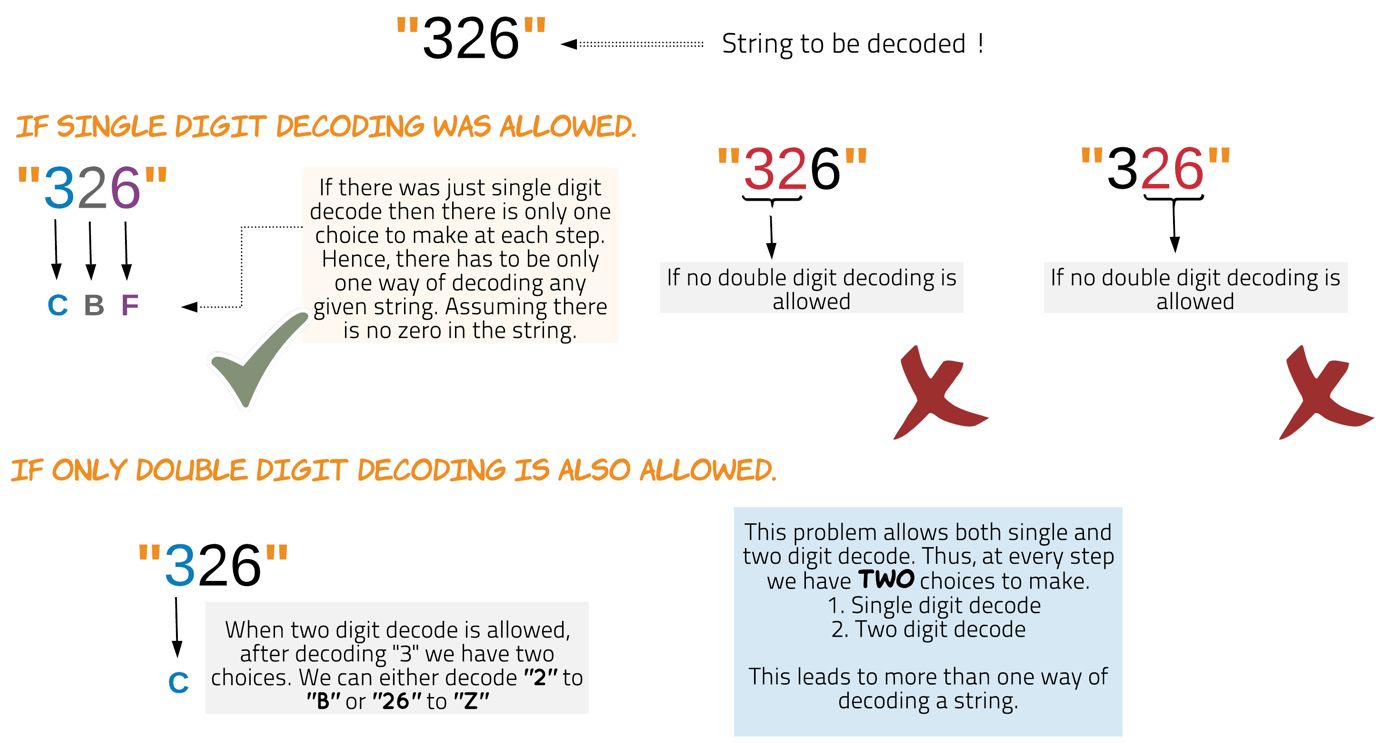 "326"
String to be decoded !
IF SINGLE DIGIT DECODING WAS ALLOWED.
"326"
C B F
If there was just single digit
decode then there is only one
choice to make at each step.
Hence, there has to be only
one way of decoding any
given string. Assuming there
is no zero in the string.
"326"
If no double digit decoding is
allowed
"326"
If no double digit decoding is
allowed
IF ONLY DOUBLE DIGIT DECODING IS ALSO ALLOWED.
"326"
C
When two digit decode is allowed,
after decoding "3" we have two
choices. We can either decode "2" to
"B" or "26" to "Z"
This problem allows both single and
two digit decode. Thus, at every step
we have TWO choices to make.
1. Single digit decode
2. Two digit decode
This leads to more than one way of
decoding a string.